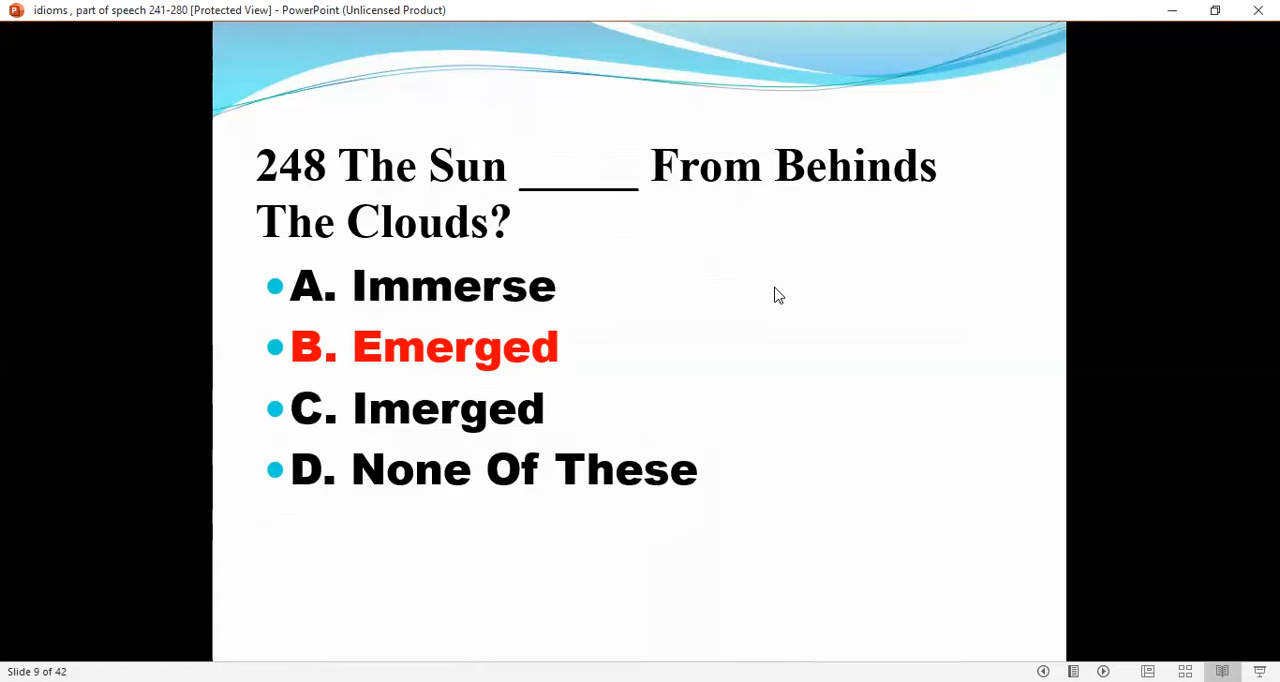 idioms , part of speech 241-280 [Protected View] - PowerPoint (Unlicensed Product)
248 The Sun _____ From Behinds
The Clouds?
A. Immerse
B. Emerged
C. Imerged
D. None Of These
Slide 9 of 42